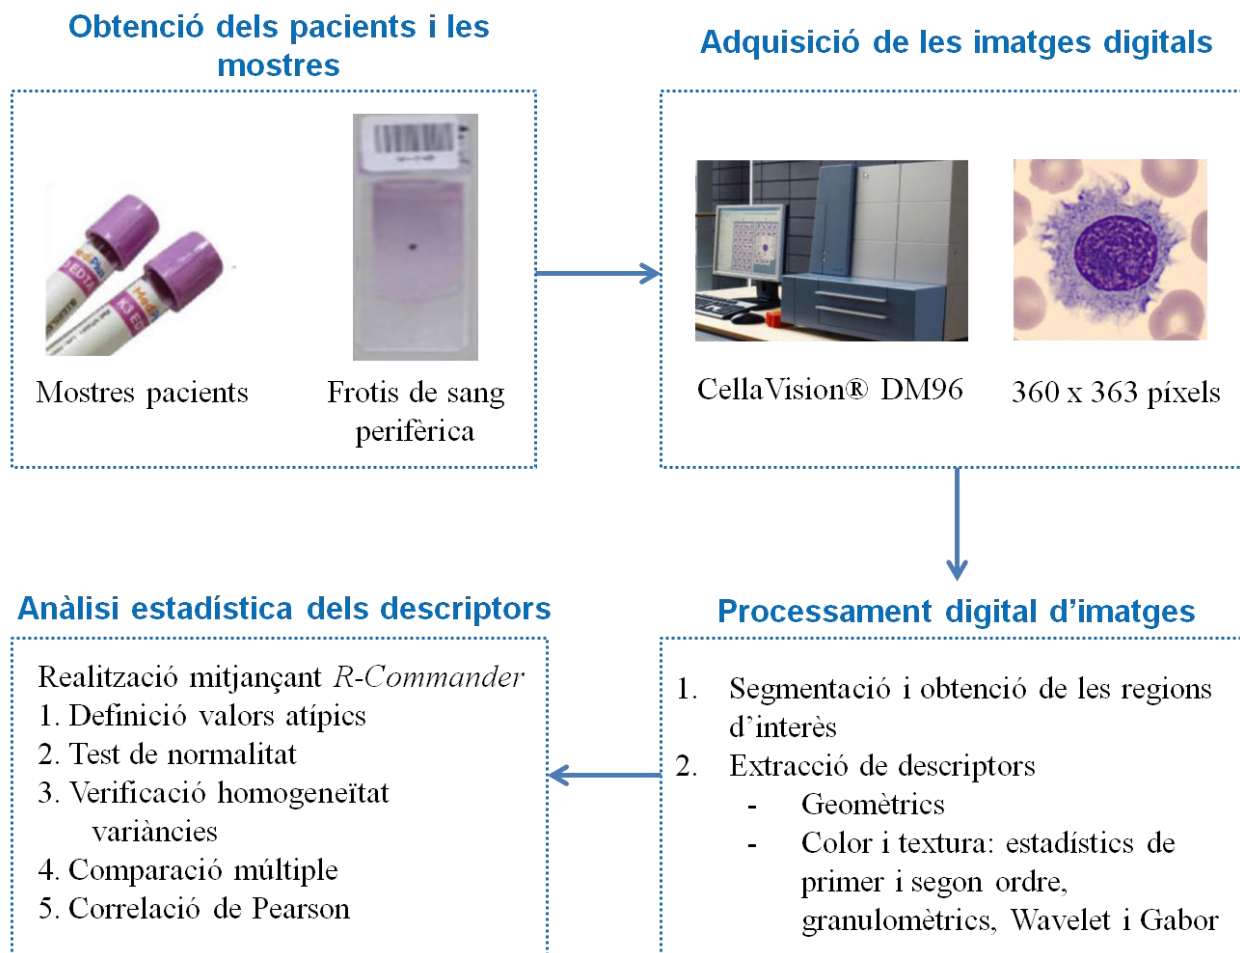 Obtenció dels pacients i les
mostres
Mostres pacients
Frotis de sang
perifèrica
Adquisició de les imatges digitals
CellaVision® DM96
360 x 363 píxels
Processament digital d’imatges
1. Segmentació i obtenció de les regions
d’interès
2. Extracció de descriptors
- Geomètrics
- Color i textura: estadístics de
primer i segon ordre,
granulomètrics, Wavelet i Gabor
Anàlisi estadística dels descriptors
Realització mitjançant R-Commander
1. Definició valors atípics
2. Test de normalitat
3. Verificació homogeneïtat
variàncies
4. Comparació múltiple
5. Correlació de Pearson